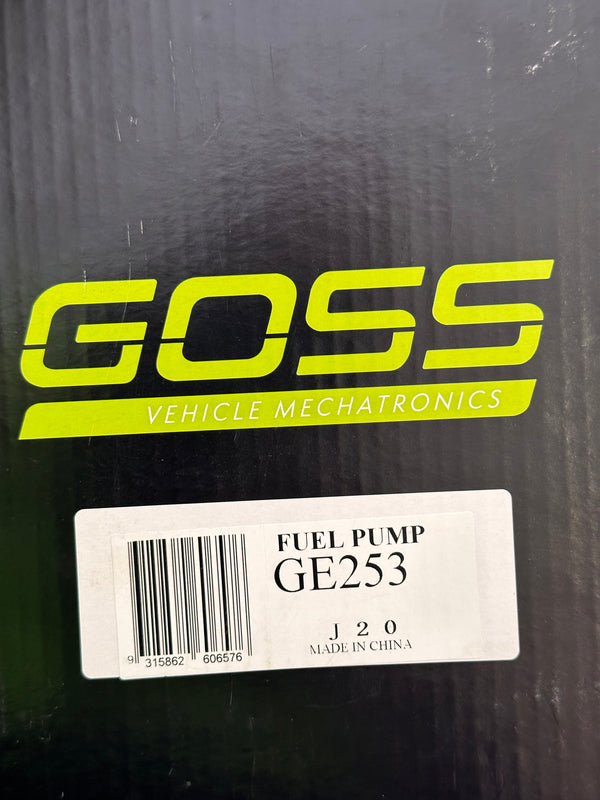 GOSS
VEHICLE MECHATRONICS
FUEL PUMP
GE253
J 2 0
MADE IN CHINA
9 315862 606576